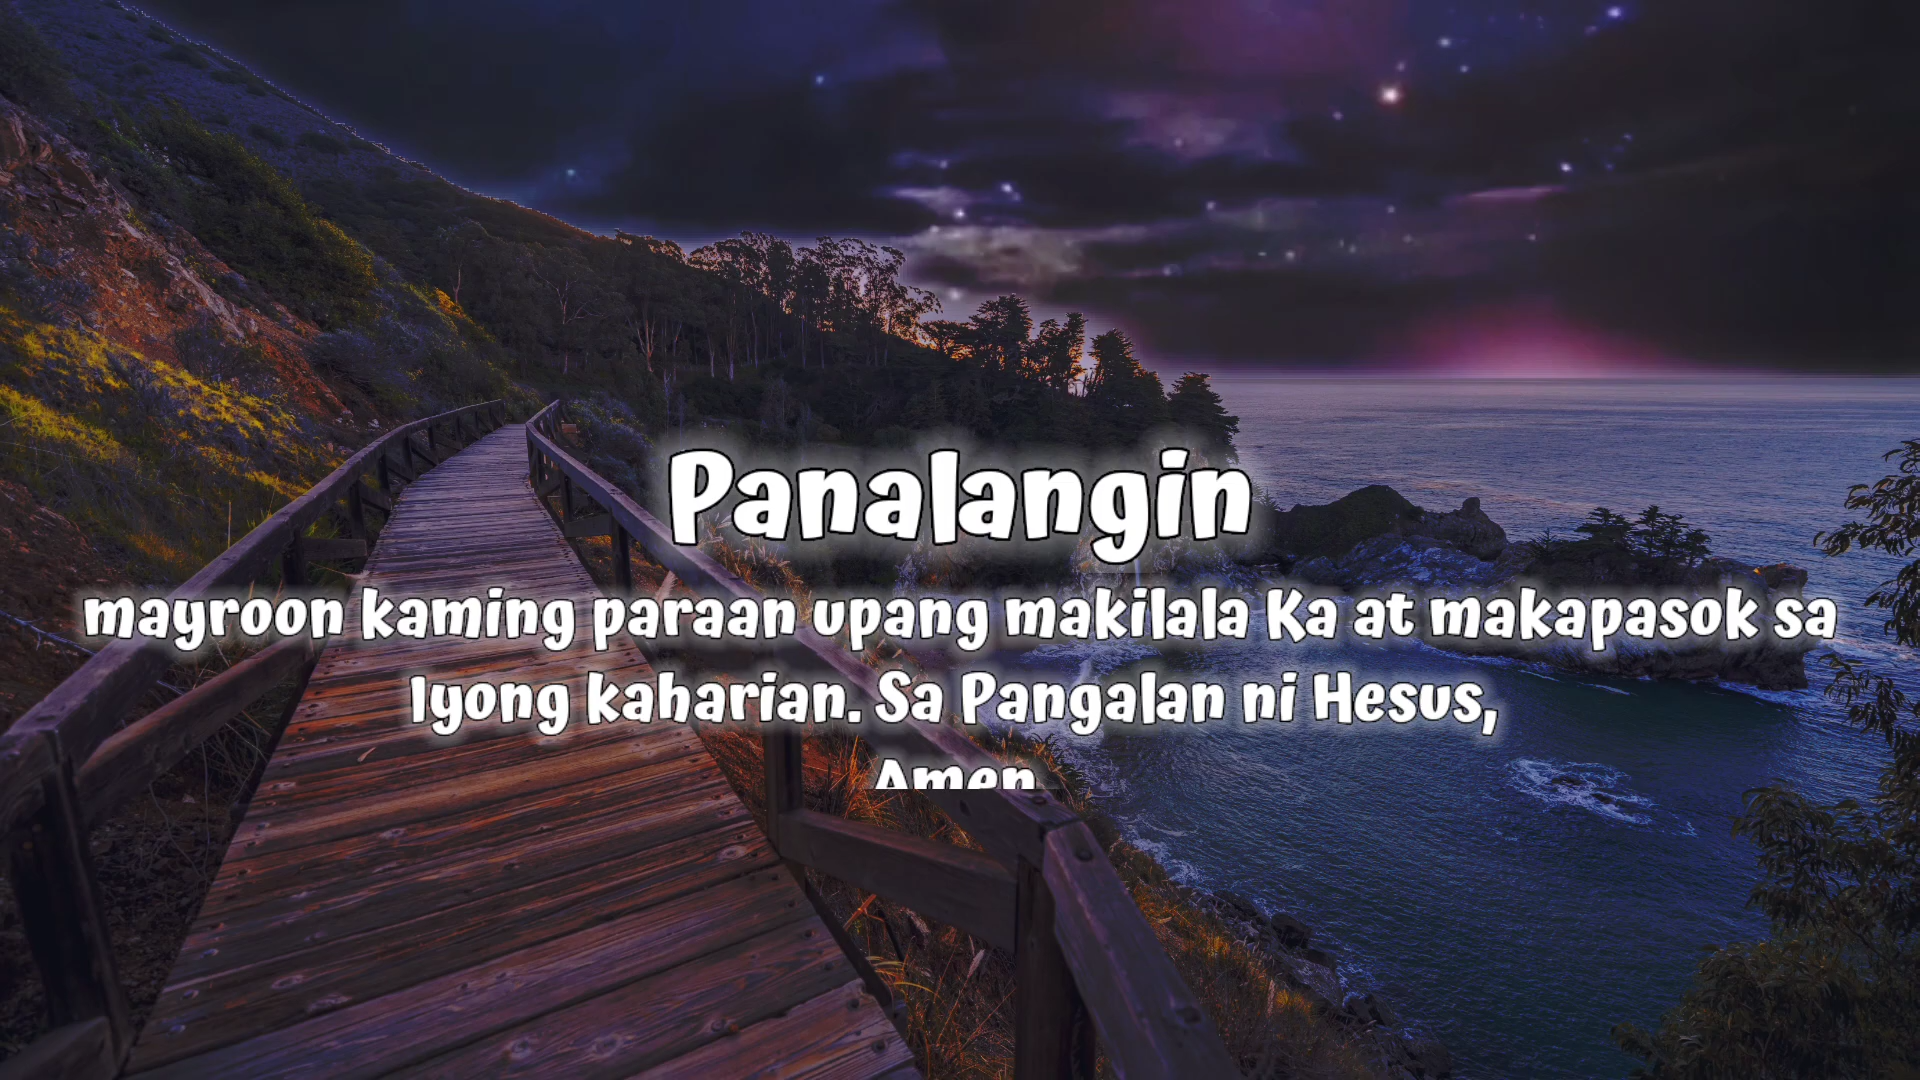 Panalangin
mayroon kaming paraan upang makilala Ka at makapasok sa
Iyong kaharian. Sa Pangalan ni Hesus,
Amen